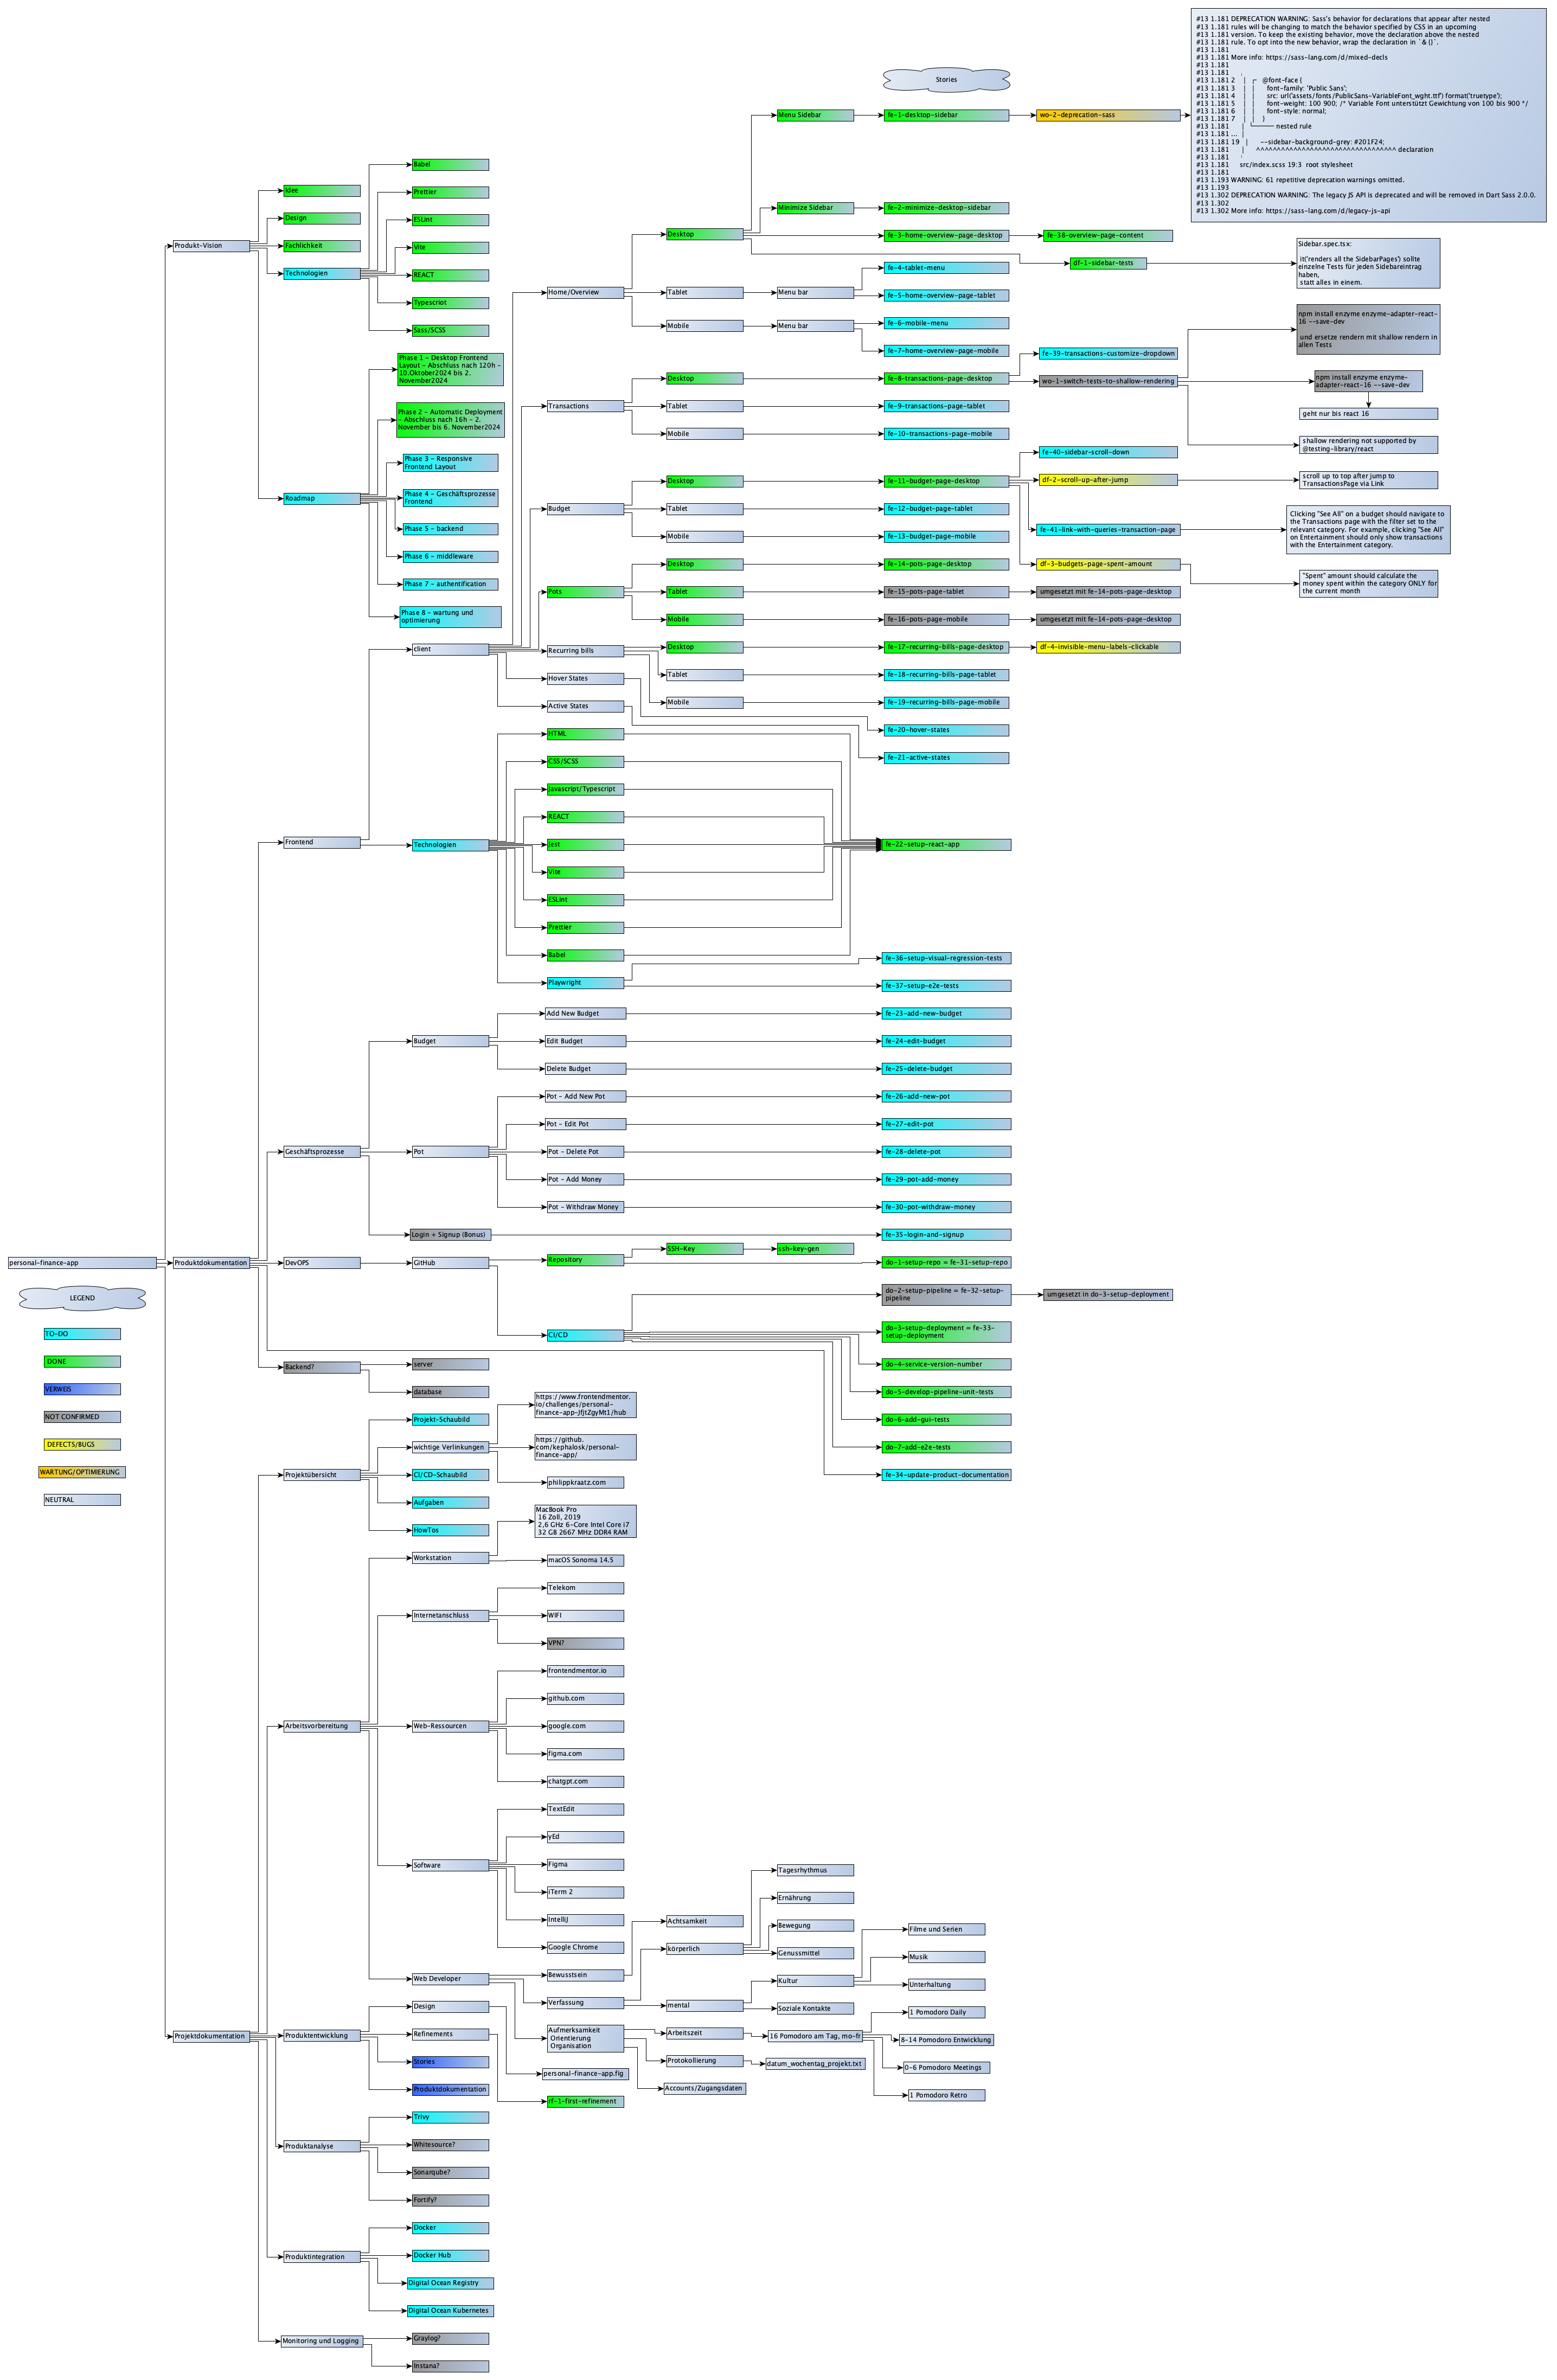 #13 1.181 DEPRECATION WARNING: Sass's behavior for declarations that appear after nested
#13 1.181 rules will be changing to match the behavior specified by CSS in an upcoming
#13 1.181 version. To keep the existing behavior, move the declaration above the nested
#13 1.181 rule. To opt into the new behavior, wrap the declaration in `& {}`.
#13 1.181
#13 1.181 More info: https://sass-lang.com/d/mixed-decls
#13 1.181
#13 1.181 ╷
#13 1.181 2 │ ┌ @font-face {
#13 1.181 3 │ │ font-family: 'Public Sans';
#13 1.181 4 │ │ src: url('assets/fonts/PublicSans-VariableFont_wght.ttf') format('truetype');
#13 1.181 5 │ │ font-weight: 100 900; /* Variable Font unterstützt Gewichtung von 100 bis 900 */
#13 1.181 6 │ │ font-style: normal;
#13 1.181 7 │ │ }
#13 1.181 │ └─── nested rule
#13 1.181 ... │
#13 1.181 19 │ --sidebar-background-grey: #201F24;
#13 1.181 │ ^^^^^^^^^^^^^^^^^^^^^^^^^^^^^^^^^^ declaration
#13 1.181 ╵
#13 1.181 src/index.scss 19:3 root stylesheet
#13 1.181
#13 1.193 WARNING: 61 repetitive deprecation warnings omitted.
#13 1.193
#13 1.302 DEPRECATION WARNING: The legacy JS API is deprecated and will be removed in Dart Sass 2.0.0.
#13 1.302
#13 1.302 More info: https://sass-lang.com/d/legacy-js-api
Stories
Menu Sidebar
fe-1-desktop-sidebar
wo-2-deprecation-sass
Minimize Sidebar
fe-2-minimize-desktop-sidebar
Desktop
fe-3-home-overview-page-desktop
fe-38-overview-page-content
df-1-sidebar-tests
Sidebar.spec.tsx:
it('renders all the SidebarPages') sollte
einzelne Tests für jeden Sidebareintrag
haben,
statt alles in einem.
Babel
Prettier
ESLint
Vite
REACT
Typescriot
Sass/SCSS
Idee
Design
Fachlichkeit
Technologien
Produkt-Vision
Home/Overview
Tablet
Menu bar
fe-4-tablet-menu
fe-5-home-overview-page-tablet
Mobile
Menu bar
fe-6-mobile-menu
fe-7-home-overview-page-mobile
npm install enzyme enzyme-adapter-react-
16 --save-dev
und ersetze rendern mit shallow rendern in
allen Tests
Phase 1 - Desktop Frontend
Layout - Abschluss nach 120h -
10.Oktober2024 bis 2.
November2024
Phase 2 - Automatic Deployment
- Abschluss nach 16h - 2.
November bis 6. November2024
Phase 3 - Responsive
Frontend Layout
Phase 4 - Geschäftsprozesse
Frontend
Phase 5 - backend
Phase 6 - middleware
Phase 7 - authentification
Phase 8 - wartung und
optimierung
Roadmap
Transactions
Desktop
fe-8-transactions-page-desktop
fe-39-transactions-customize-dropdown
wo-1-switch-tests-to-shallow-rendering
npm install enzyme enzyme-
adapter-react-16 --save-dev
geht nur bis react 16
shallow rendering not supported by
@testing-library/react
Tablet
fe-9-transactions-page-tablet
Mobile
fe-10-transactions-page-mobile
Budget
Desktop
fe-11-budget-page-desktop
fe-40-sidebar-scroll-down
df-2-scroll-up-after-jump
scroll up to top after jump to
TransactionsPage via Link
fe-41-link-with-queries-transaction-page
Clicking "See All" on a budget should navigate to
the Transactions page with the filter set to the
relevant category. For example, clicking "See All"
on Entertainment should only show transactions
with the Entertainment category.
df-3-budgets-page-spent-amount
"Spent" amount should calculate the
money spent within the category ONLY for
the current month
Tablet
fe-12-budget-page-tablet
Mobile
fe-13-budget-page-mobile
Pots
Desktop
fe-14-pots-page-desktop
Tablet
fe-15-pots-page-tablet
umgesetzt mit fe-14-pots-page-desktop
Mobile
fe-16-pots-page-mobile
umgesetzt mit fe-14-pots-page-desktop
client
Recurring bills
Desktop
fe-17-recurring-bills-page-desktop
df-4-invisible-menu-labels-clickable
Tablet
fe-18-recurring-bills-page-tablet
Mobile
fe-19-recurring-bills-page-mobile
Hover States
fe-20-hover-states
Active States
fe-21-active-states
Frontend
Technologien
HTML
CSS/SCSS
Javascript/Typescript
REACT
Jest
Vite
ESLint
Prettier
Babel
Playwright
fe-22-setup-react-app
fe-36-setup-visual-regression-tests
fe-37-setup-e2e-tests
Budget
Add New Budget
fe-23-add-new-budget
Edit Budget
fe-24-edit-budget
Delete Budget
fe-25-delete-budget
Geschäftsprozesse
Pot
Pot - Add New Pot
fe-26-add-new-pot
Pot - Edit Pot
fe-27-edit-pot
Pot - Delete Pot
fe-28-delete-pot
Pot - Add Money
fe-29-pot-add-money
Pot - Withdraw Money
fe-30-pot-withdraw-money
Login + Signup (Bonus)
fe-35-login-and-signup
personal-finance-app
Produktdokumentation
DevOPS
GitHub
Repository
SSH-Key
ssh-key-gen
do-1-setup-repo = fe-31-setup-repo
CI/CD
do-2-setup-pipeline = fe-32-setup-
pipeline
umgesetzt in do-3-setup-deployment
do-3-setup-deployment = fe-33-
setup-deployment
do-4-service-version-number
do-5-develop-pipeline-unit-tests
do-6-add-gui-tests
do-7-add-e2e-tests
fe-34-update-product-documentation
Backend?
server
database
LEGEND
TO-DO
DONE
VERWEIS
NOT CONFIRMED
DEFECTS/BUGS
WARTUNG/OPTIMIERUNG
NEUTRAL
Projektübersicht
Projekt-Schaubild
wichtige Verlinkungen
https://www.frontendmentor.
io/challenges/personal-
finance-app-JfjtZgyMt1/hub
https://github.
com/kephalosk/personal-
finance-app/
philippkraatz.com
CI/CD-Schaubild
Aufgaben
HowTos
Arbeitsvorbereitung
Workstation
MacBook Pro
16 Zoll, 2019
2,6 GHz 6-Core Intel Core i7
32 GB 2667 MHz DDR4 RAM
macOS Sonoma 14.5
Internetanschluss
Telekom
WIFI
VPN?
Web-Ressourcen
frontendmentor.io
github.com
google.com
figma.com
chatgpt.com
Software
TextEdit
yEd
Figma
iTerm 2
IntelliJ
Google Chrome
Web Developer
Bewusstsein
Achtsamkeit
Verfassung
körperlich
Tagesrhythmus
Ernährung
Bewegung
Genussmittel
mental
Kultur
Filme und Serien
Musik
Unterhaltung
Soziale Kontakte
Aufmerksamkeit
Orientierung
Organisation
Arbeitszeit
16 Pomodoro am Tag, mo-fr
1 Pomodoro Daily
8-14 Pomodoro Entwicklung
0-6 Pomodoro Meetings
1 Pomodoro Retro
Protokollierung
datum_wochentag_projekt.txt
Accounts/Zugangsdaten
Projektdokumentation
Produktentwicklung
Design
personal-finance-app.fig
Refinements
rf-1-first-refinement
Stories
Produktdokumentation
Produktanalyse
Trivy
Whitesource?
Sonarqube?
Fortify?
Produktintegration
Docker
Docker Hub
Digital Ocean Registry
Digital Ocean Kubernetes
Monitoring und Logging
Graylog?
Instana?